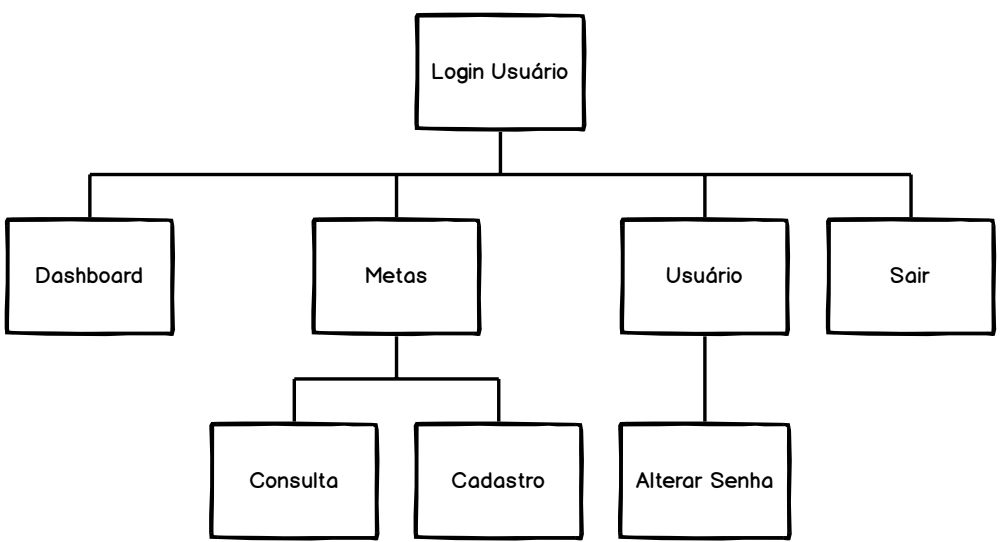 Login Usuário
Dashboard
Metas
Usuário
Sair
Consulta
Cadastro
Alterar Senha